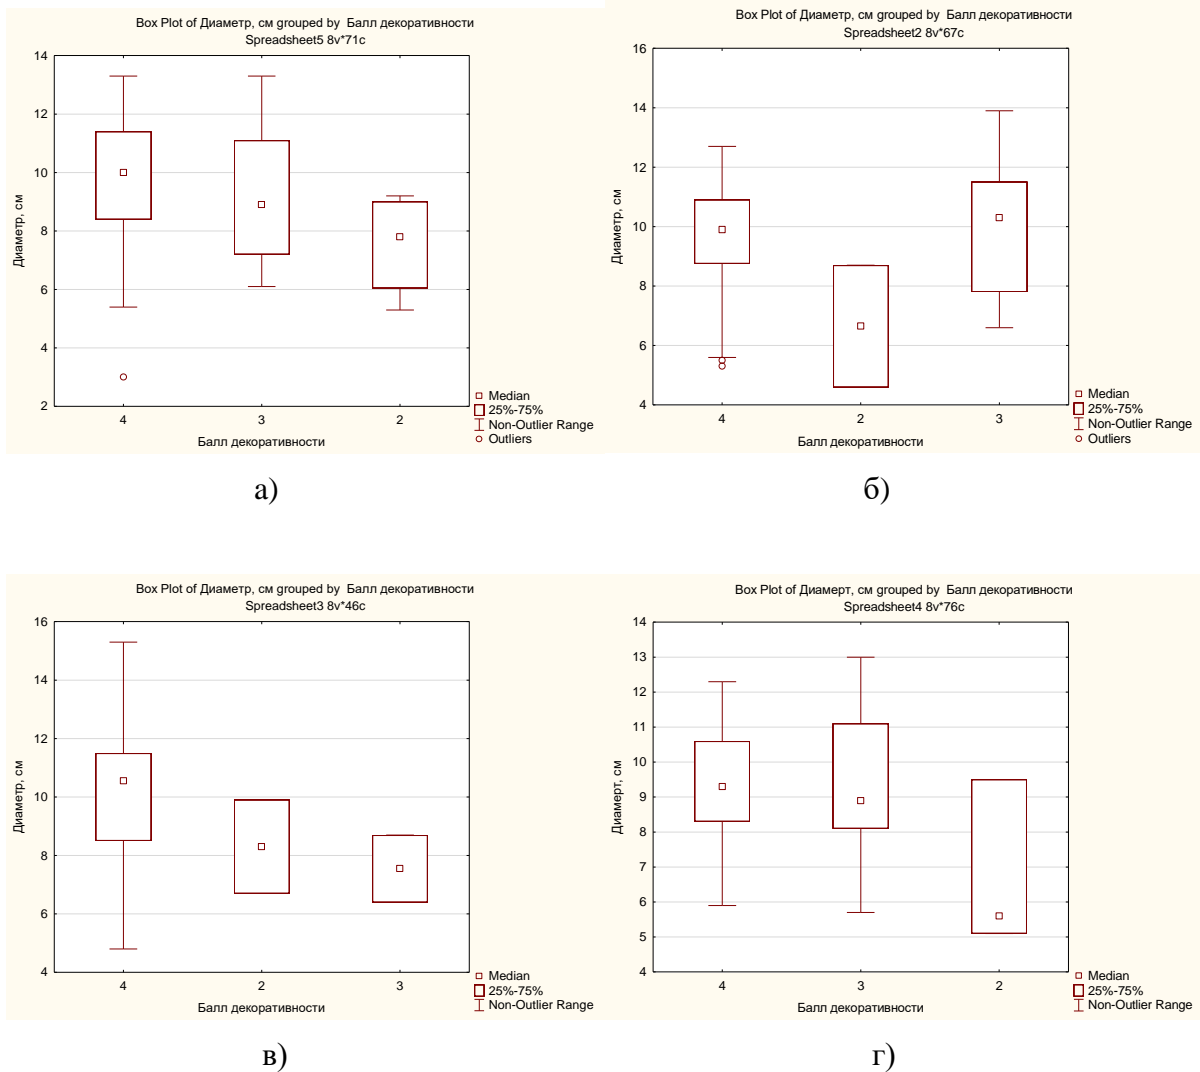 Box Plot of Диаметр, см grouped by Балл декоративности
Spreadsheet5 8v*71c
14
12
10
8
6
4
2
Диаметр, см
4 3 2
Балл декоративности
Median
25%-75%
Non-Outlier Range
Outliers
а)
Box Plot of Диаметр, см grouped by Балл декоративности
Spreadsheet2 8v*67c
16
14
12
10
8
6
4
Диаметр, см
4 2 3
Балл декоративности
Median
25%-75%
Non-Outlier Range
Outliers
б)
Box Plot of Диаметр, см grouped by Балл декоративности
Spreadsheet3 8v*46c
16
14
12
10
8
6
4
Диаметр, см
4 2 3
Балл декоративности
Median
25%-75%
Non-Outlier Range
в)
Box Plot of Диамерт, см grouped by Балл декоративности
Spreadsheet4 8v*76c
14
13
12
11
10
9
8
7
6
5
4
Диамерт, см
4 3 2
Балл декоративности
Median
25%-75%
Non-Outlier Range
г)